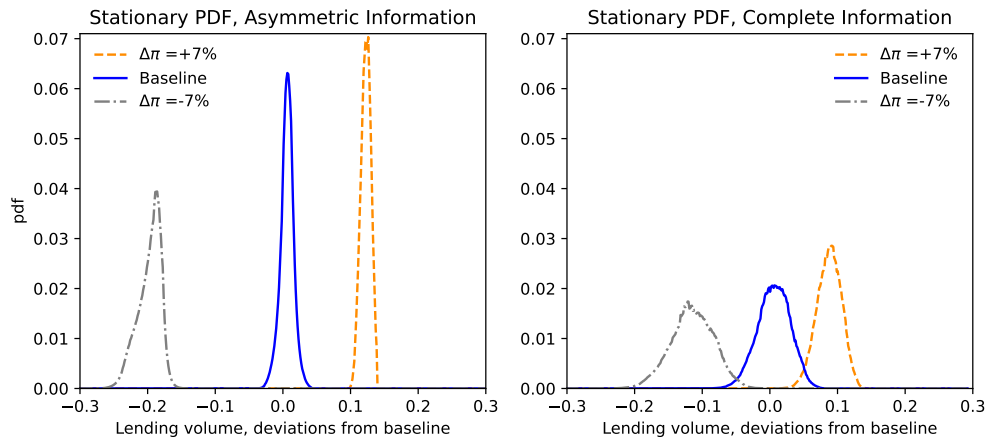 Stationary PDF, Asymmetric Information
0.07
0.06
0.05
0.04
0.03
0.02
0.01
0.00
pdf
Δπ =+7%
Baseline
Δπ =-7%
−0.3 −0.2 −0.1 0.0 0.1 0.2 0.3
Lending volume, deviations from baseline
Stationary PDF, Complete Information
0.07
0.06
0.05
0.04
0.03
0.02
0.01
0.00
Δπ =+7%
Baseline
Δπ =-7%
−0.3 −0.2 −0.1 0.0 0.1 0.2 0.3
Lending volume, deviations from baseline